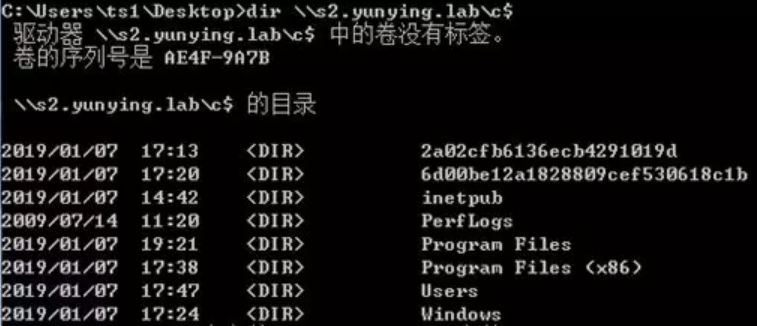 C:\Users\ts1\Desktop>dir \\s2.yunying.lab\c$
驱动器 \\s2.yunying.lab\c$ 中的卷没有标签。
卷的序列号是 AE4F-9A7B
\\s2.yunying.lab\c$ 的目录
2019/01/07 17:13 <DIR> 2a02cfb6136ecb4291019d
2019/01/07 17:20 <DIR> 6d00be12a1828809cef530618c1b
2019/01/07 14:42 <DIR> inetpub
2009/07/14 11:20 <DIR> PerfLogs
2019/01/07 19:21 <DIR> Program Files
2019/01/07 17:38 <DIR> Program Files (x86)
2019/01/07 17:47 <DIR> Users
2019/01/07 17:24 <DIR> Windows